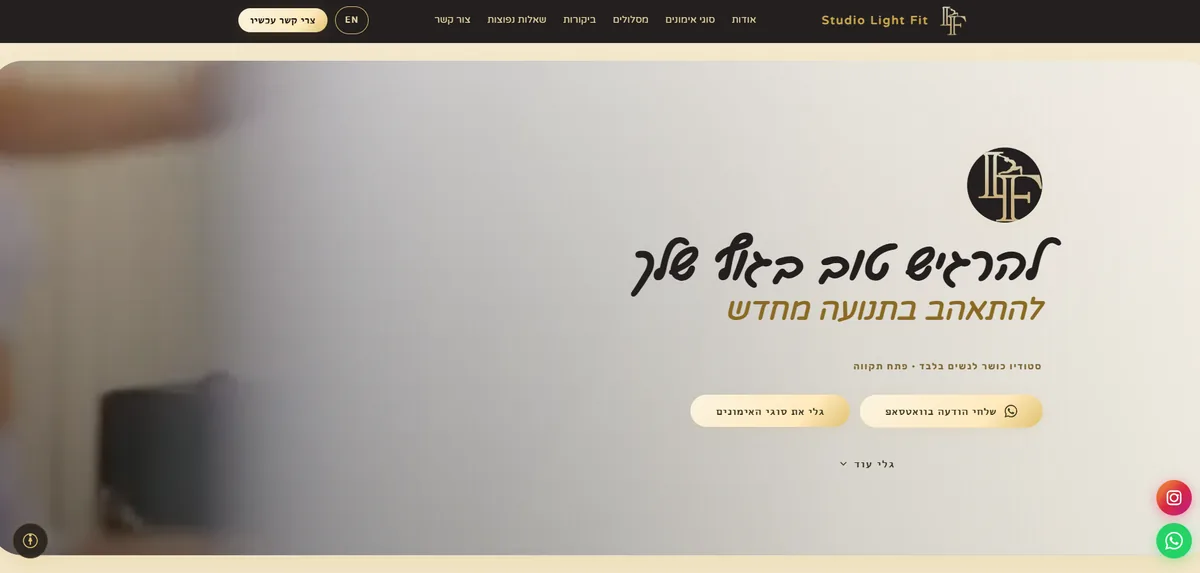 Studio Light Fit
אודות
סוגי אימונים
מסלולים
ביקורות
שאלות נפוצות
צור קשר
EN
צרי קשר עכשיו
LF
להרגיש טוב בגוף שלך
להתאהב בתנועה מחדש
סטודיו כושר לנשים בלבד • פתח תקווה
שלחי הודעה בוואטסאפ
גלי את סוגי האימונים
גלי עוד